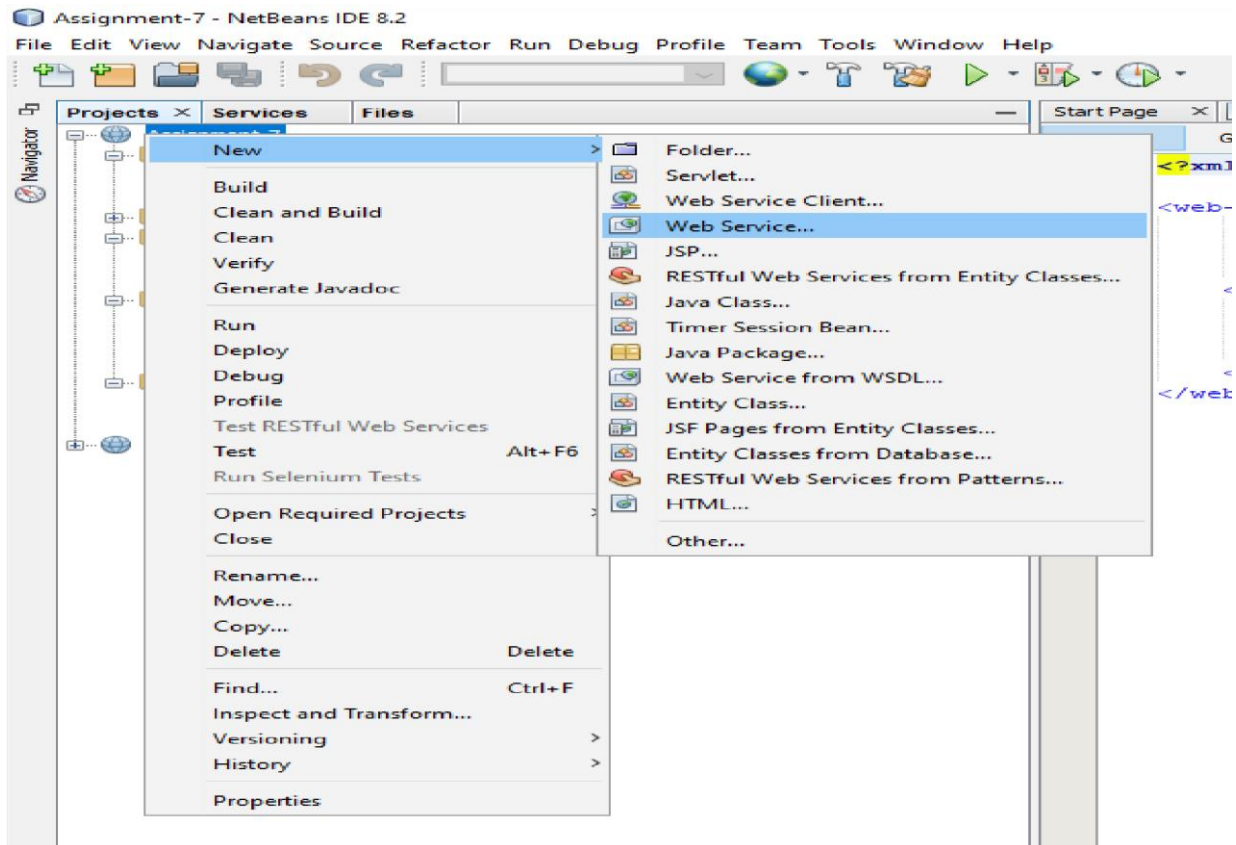 Assignment-7 - NetBeans IDE 8.2
File Edit View Navigate Source Refactor Run Debug Profile Team Tools Window Help
Projects × Services Files
Start Page ×
Navigator
Assignment-7
New >
Build
Clean and Build
Clean
Verify
Generate Javadoc
Run
Deploy
Debug
Profile
Test RESTful Web Services
Test Alt+F6
Run Selenium Tests
Open Required Projects >
Close
Rename...
Move...
Copy...
Delete Delete
Find... Ctrl+F
Inspect and Transform...
Versioning >
History >
Properties
Folder...
Servlet...
Web Service Client...
Web Service...
JSP...
RESTful Web Services from Entity Classes...
Java Class...
Timer Session Bean...
Java Package...
Web Service from WSDL...
Entity Class...
JSF Pages from Entity Classes...
Entity Classes from Database...
RESTful Web Services from Patterns...
HTML...
Other...
G
<?xml
<web-
<
<
</web